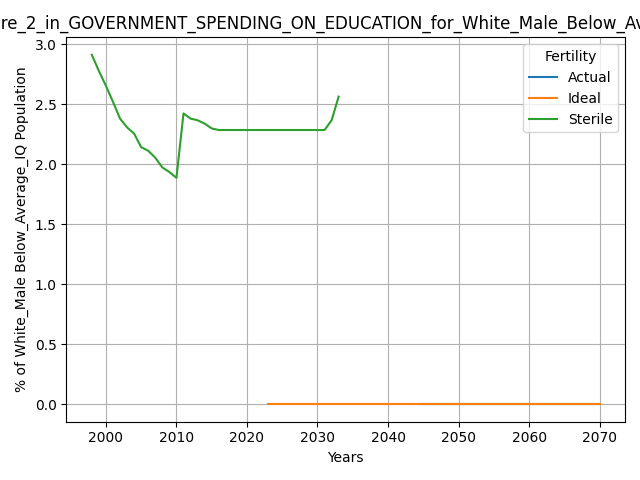 re_2_in_GOVERNMENT_SPENDING_ON_EDUCATION_for_White_Male_Below_Av
Fertility
Actual
Ideal
Sterile
% of White_Male Below_Average_IQ Population
3.0
2.5
2.0
1.5
1.0
0.5
0.0
2000 2010 2020 2030 2040 2050 2060 2070
Years